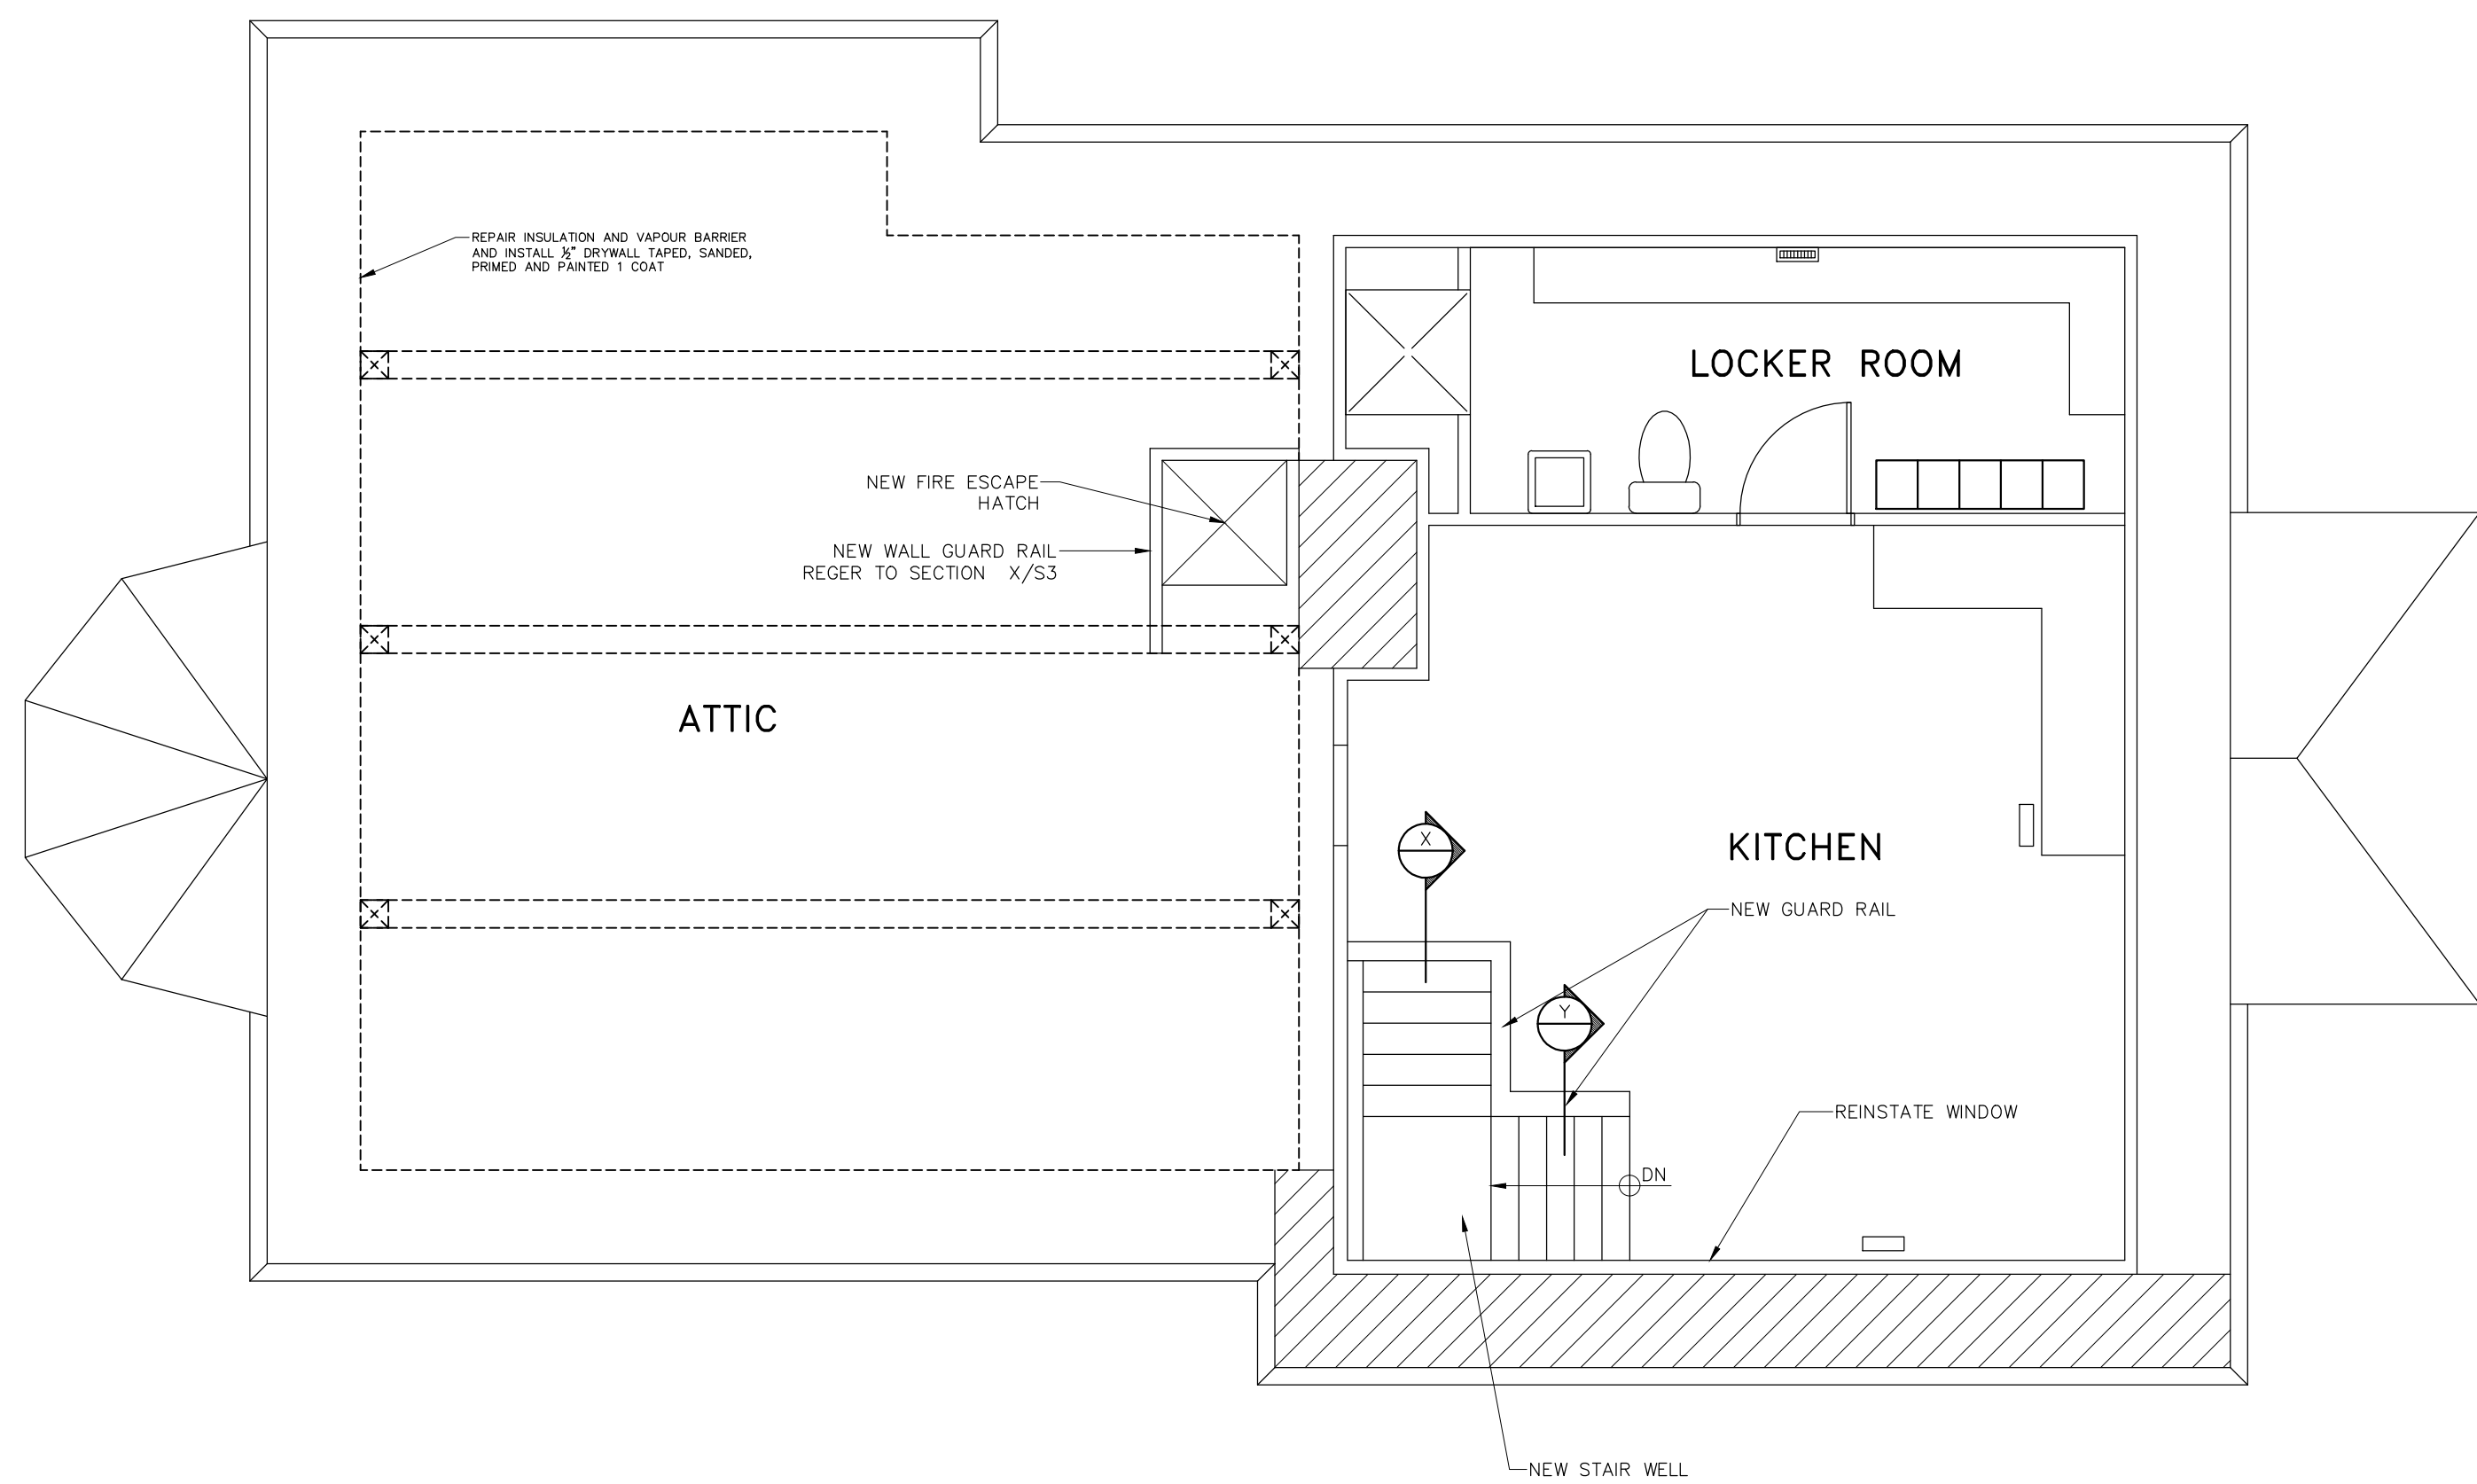 REPAIR INSULATION AND VAPOUR BARRIER
AND INSTALL ½" DRYWALL TAPED, SANDED,
PRIMED AND PAINTED 1 COAT
LOCKER ROOM
NEW FIRE ESCAPE
HATCH
NEW WALL GUARD RAIL
REGER TO SECTION X/S3
ATTIC
X
KITCHEN
NEW GUARD RAIL
Y
REINSTATE WINDOW
DN
NEW STAIR WELL